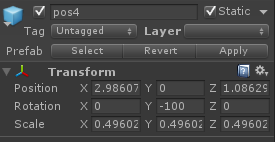 pos4 Static
Tag Untagged Layer
Prefab Select Revert Apply
Transform
Position X 2.98607 Y 0 Z 1.08629
Rotation X 0 Y -100 Z 0
Scale X 0.49602 Y 0.49602 Z 0.49602